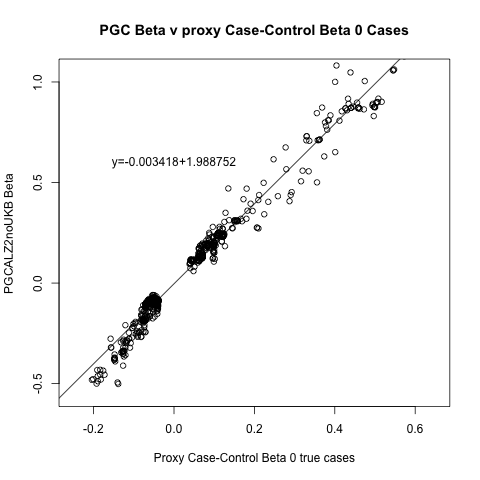 PGC Beta v proxy Case-Control Beta 0 Cases
1.0
y=-0.003418+1.988752
0.5
PGCALZ2noUKB Beta
0.0
-0.5
-0.2 0.0 0.2 0.4 0.6
Proxy Case-Control Beta 0 true cases